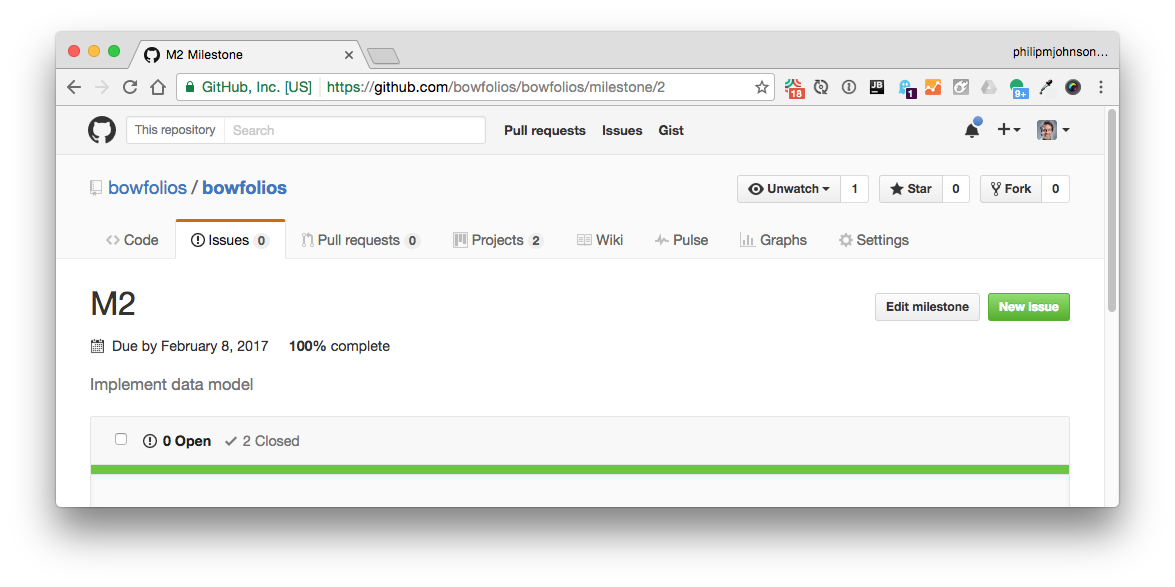 M2 Milestone
philipmjohnson...
GitHub, Inc. [US] https://github.com/bowfolios/bowfolios/milestone/2
18
JB
1
9+
This repository Search Pull requests Issues Gist
bowfolios / bowfolios Unwatch 1 Star 0 Fork 0
Code Issues 0 Pull requests 0 Projects 2 Wiki Pulse Graphs Settings
M2 Edit milestone New issue
Due by February 8, 2017 100% complete
Implement data model
0 Open 2 Closed